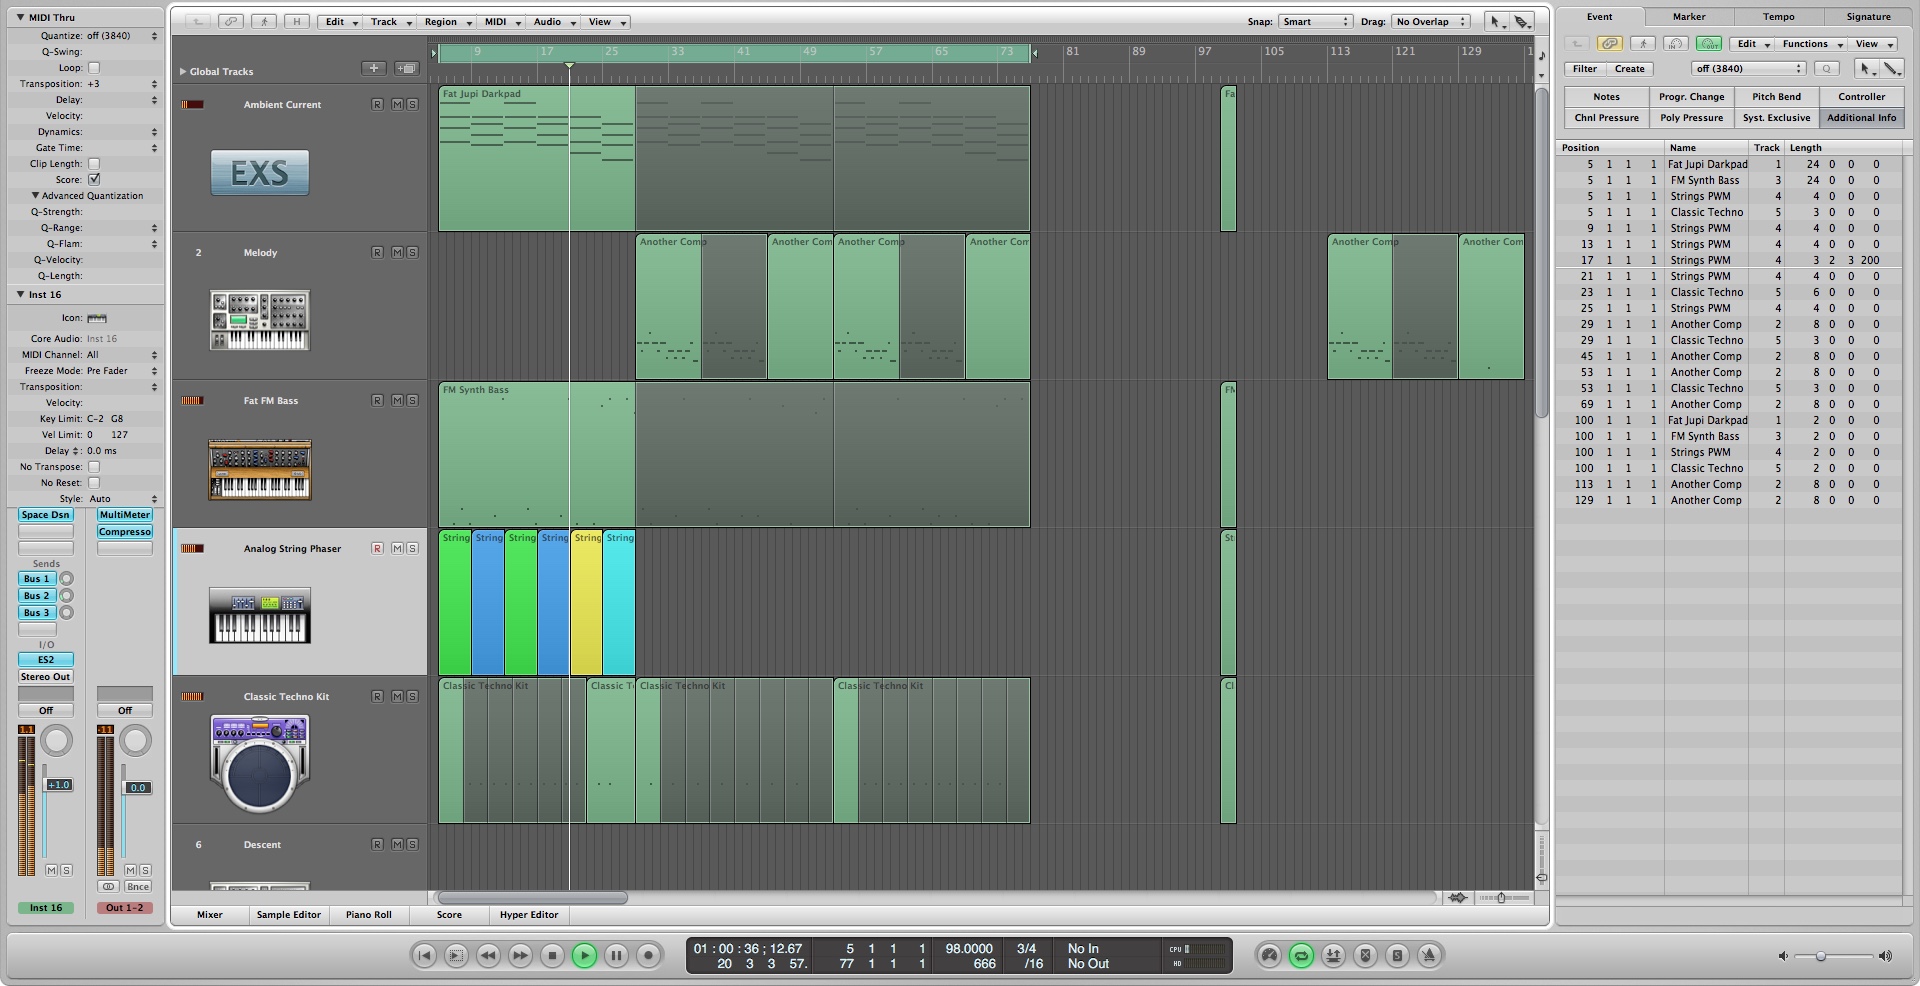 MIDI Thru
Quantize: off (3840)
Q-Swing:
Loop:
Transposition: +3
Delay:
Velocity:
Dynamics:
Gate Time:
Clip Length:
Score:
Advanced Quantization
Q-Strength:
Q-Range:
Q-Flam:
Q-Velocity:
Q-Length:
Inst 16
Icon:
Core Audio: Inst 16
MIDI Channel: All
Freeze Mode: Pre Fader
Transposition:
Velocity:
Key Limit: C-2 G8
Vel Limit: 0 127
Delay : 0.0 ms
No Transpose:
No Reset:
Style: Auto
Space Dsn MultiMeter
Compresso
Sends
Bus 1
Bus 2
Bus 3
I/O
ES2
Stereo Out
Off Off
1.1 -11
+1.0 0.0
M S M S
Bnce
Inst 16 Out 1-2
H Edit Track Region MIDI Audio View Snap: Smart Drag: No Overlap
9 17 25 33 41 49 57 65 73 81 89 97 105 113 121 129
Global Tracks
Ambient Current R M S
EXS
Fat Jupi Darkpad Fa
2 Melody R M S
Another Comp Another Com Another Comp Another Com Another Comp Another Com
Fat FM Bass R M S
FM Synth Bass FM
Analog String Phaser R M S
String String String String String String St
Classic Techno Kit R M S
Classic Techno Kit Classic T Classic Techno Kit Classic Techno Kit Cl
6 Descent R M S
Mixer Sample Editor Piano Roll Score Hyper Editor
01 : 00 : 36 ; 12.67 5 1 1 1 98.0000 3/4 No In CPU
20 3 3 57. 77 1 1 1 666 /16 No Out HD
Event Marker Tempo Signature
IN OUT Edit Functions View
Filter Create off (3840) Q
Notes Progr. Change Pitch Bend Controller
Chnl Pressure Poly Pressure Syst. Exclusive Additional Info
Position Name Track Length
5 1 1 1 Fat Jupi Darkpad 1 24 0 0 0
5 1 1 1 FM Synth Bass 3 24 0 0 0
5 1 1 1 Strings PWM 4 4 0 0 0
5 1 1 1 Classic Techno 5 3 0 0 0
9 1 1 1 Strings PWM 4 4 0 0 0
13 1 1 1 Strings PWM 4 4 0 0 0
17 1 1 1 Strings PWM 4 3 2 3 200
21 1 1 1 Strings PWM 4 4 0 0 0
23 1 1 1 Classic Techno 5 6 0 0 0
25 1 1 1 Strings PWM 4 4 0 0 0
29 1 1 1 Another Comp 2 8 0 0 0
29 1 1 1 Classic Techno 5 3 0 0 0
45 1 1 1 Another Comp 2 8 0 0 0
53 1 1 1 Another Comp 2 8 0 0 0
53 1 1 1 Classic Techno 5 3 0 0 0
69 1 1 1 Another Comp 2 8 0 0 0
100 1 1 1 Fat Jupi Darkpad 1 2 0 0 0
100 1 1 1 FM Synth Bass 3 2 0 0 0
100 1 1 1 Strings PWM 4 2 0 0 0
100 1 1 1 Classic Techno 5 2 0 0 0
113 1 1 1 Another Comp 2 8 0 0 0
129 1 1 1 Another Comp 2 8 0 0 0